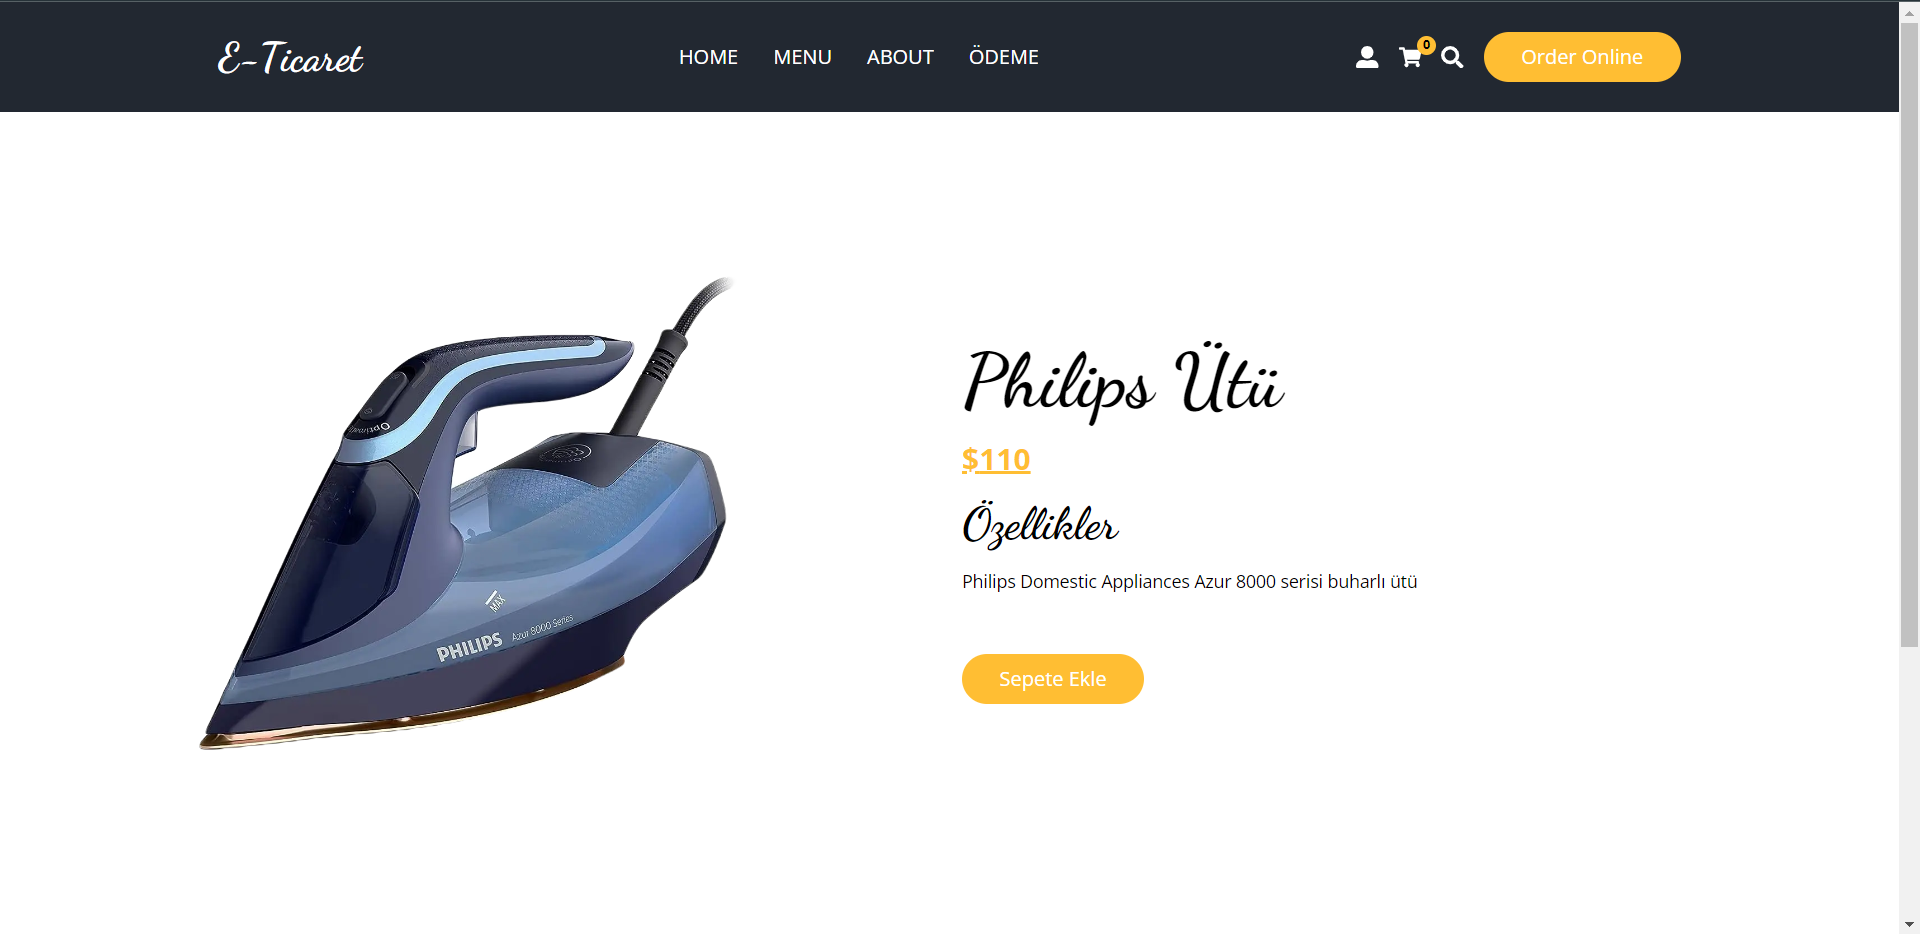 E-Ticaret
HOME MENU ABOUT ÖDEME
0
Order Online
Philips Ütü
$110
Özellikler
Philips Domestic Appliances Azur 8000 serisi buharlı ütü
Sepete Ekle
MAX
PHILIPS Azur 8000 Series